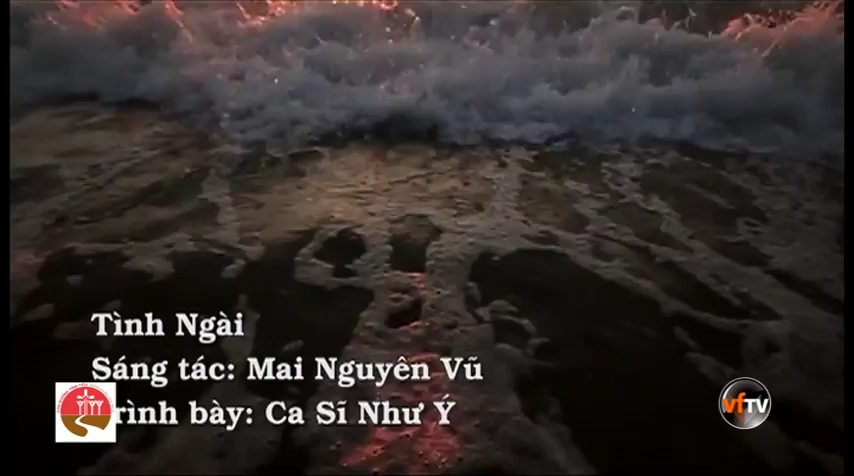 Tình Ngài
Sáng tác: Mai Nguyên Vũ
rình bày: Ca Sĩ Như Ý
vfTV